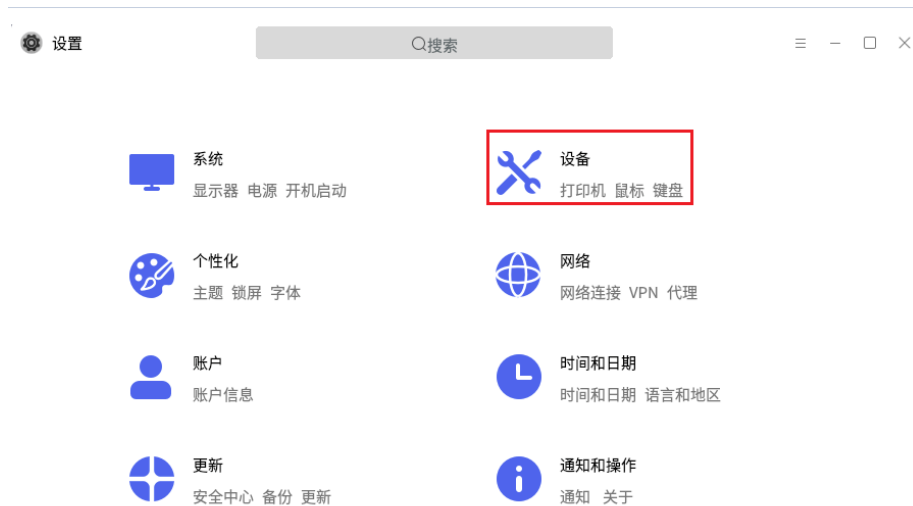 设置
搜索
系统
显示器 电源 开机启动
设备
打印机 鼠标 键盘
个性化
主题 锁屏 字体
网络
网络连接 VPN 代理
账户
账户信息
时间和日期
时间和日期 语言和地区
更新
安全中心 备份 更新
通知和操作
通知 关于